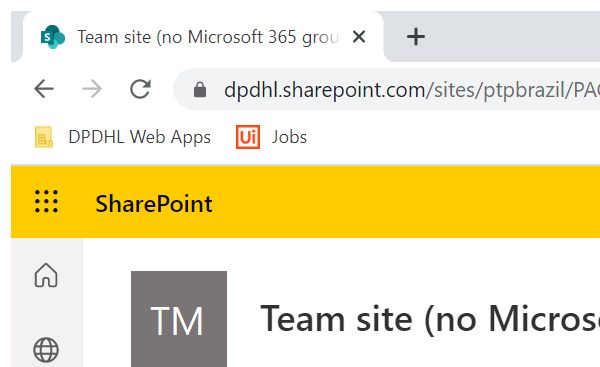 Team site (no Microsoft 365 grou
dpdhl.sharepoint.com/sites/ptpbrazil/PA
DPDHL Web Apps
Ui Jobs
SharePoint
TM
Team site (no Micros